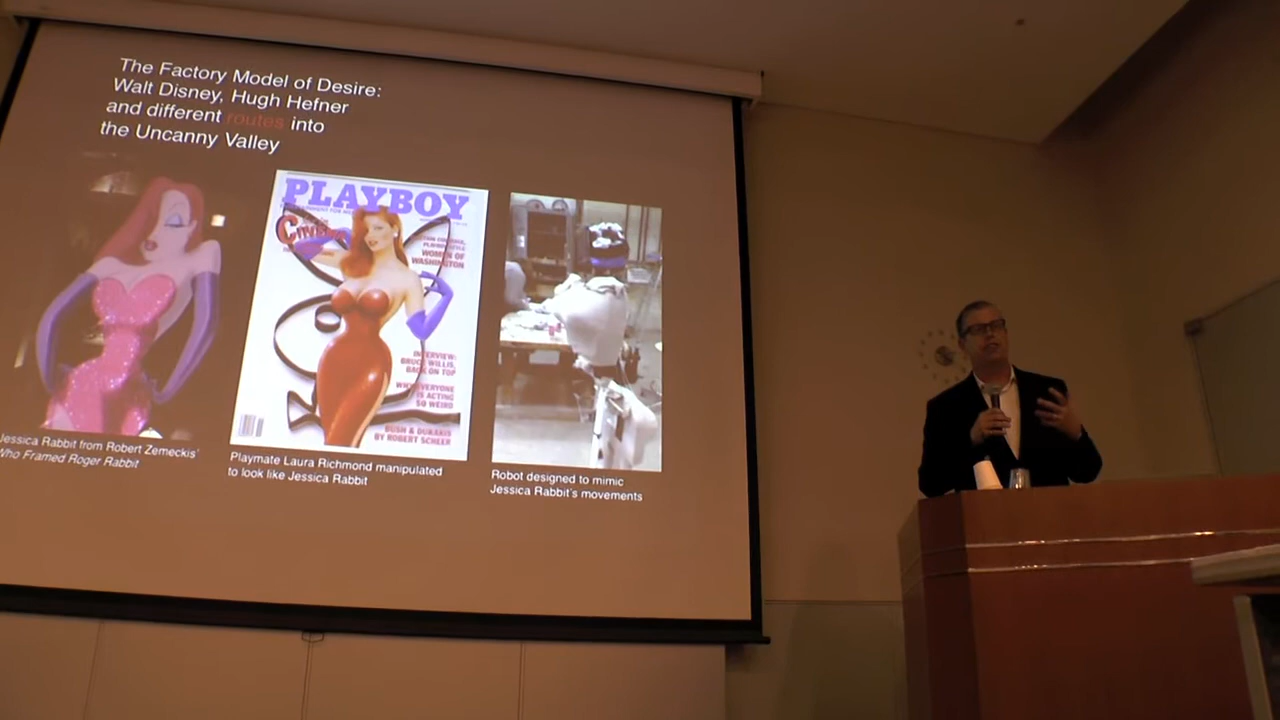 The Factory Model of Desire:
Walt Disney, Hugh Hefner
and different routes into
the Uncanny Valley
Jessica Rabbit from Robert Zemeckis'
Who Framed Roger Rabbit
PLAYBOY
WOMEN OF
WASHINGTON
INTERVIEW:
BRUCE WILLIS,
BACK ON TOP
WHY EVERYONE
IS ACTING
SO WEIRD
BUSH & DUKAKIS
BY ROBERT SCHEER
Playmate Laura Richmond manipulated
to look like Jessica Rabbit
Robot designed to mimic
Jessica Rabbit's movements